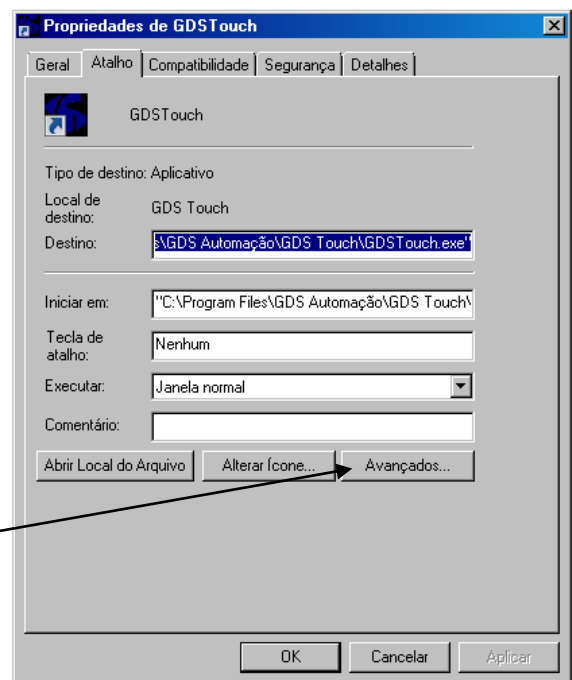 Propriedades de GDSTouch
Geral Atalho Compatibilidade Segurança Detalhes
GDSTouch
Tipo de destino: Aplicativo
Local de destino: GDS Touch
Destino: s\GDS Automação\GDS Touch\GDSTouch.exe"
Iniciar em: "C:\Program Files\GDS Automação\GDS Touch\
Tecla de atalho: Nenhum
Executar: Janela normal
Comentário:
Abrir Local do Arquivo Alterar Ícone... Avançados...
OK Cancelar Aplicar